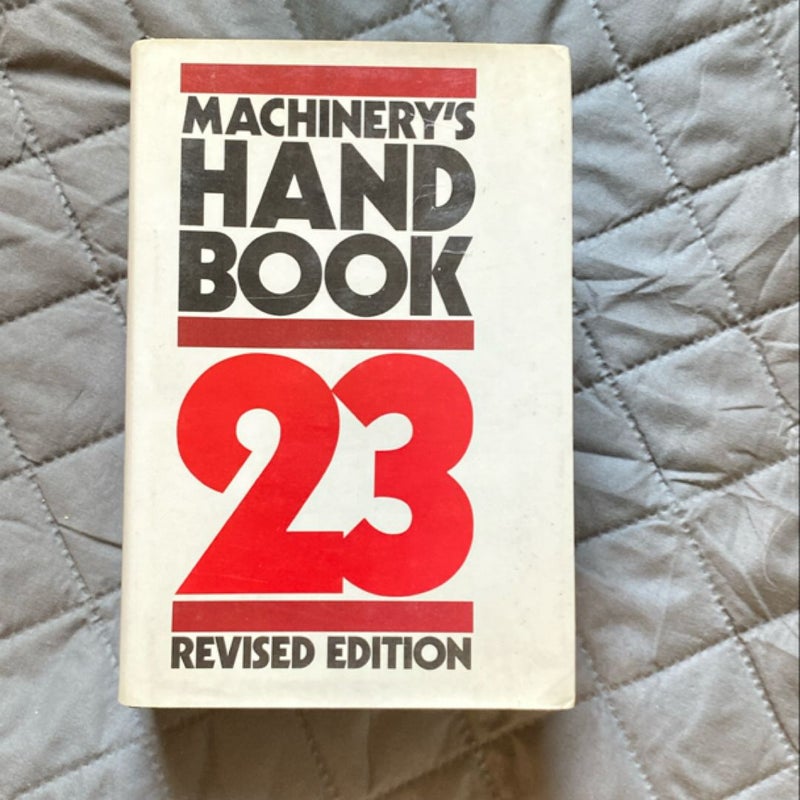 MACHINERY'S
HAND
BOOK
23
REVISED EDITION